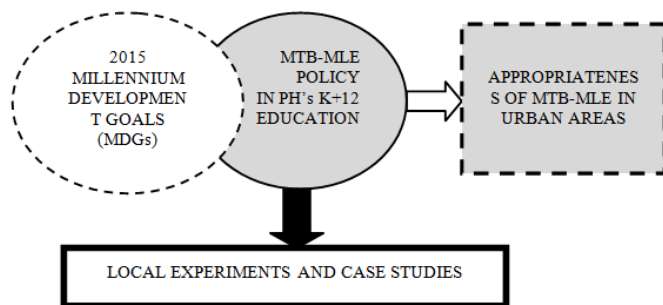 2015
MILLENNIUM
DEVELOPMEN
T GOALS
(MDGs)
MTB-MLE
POLICY
IN PH's K+12
EDUCATION
APPROPRIATENES
S OF MTB-MLE IN
URBAN AREAS
LOCAL EXPERIMENTS AND CASE STUDIES